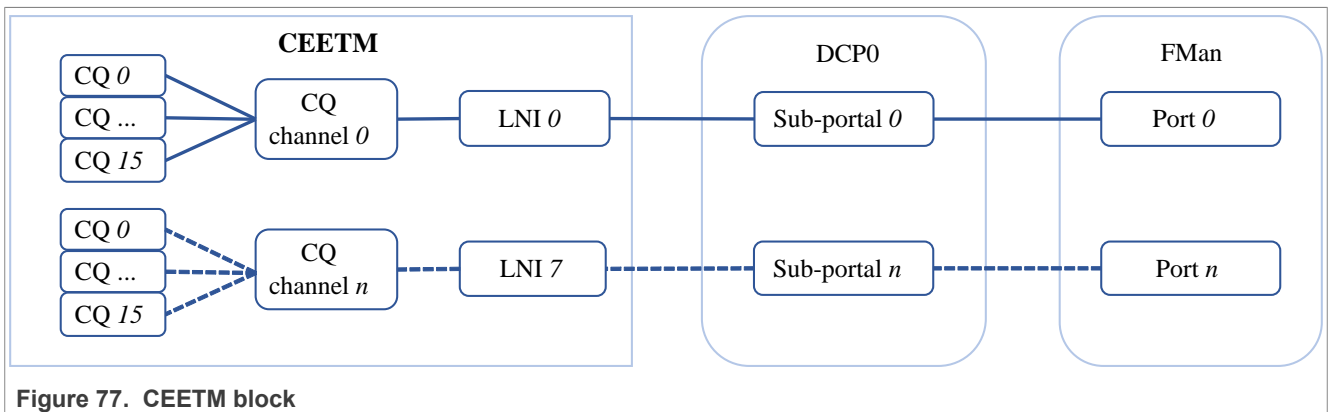 CEETM
DCP0
FMan
CQ 0
CQ ...
CQ 15
CQ
channel 0
LNI 0
Sub-portal 0
Port 0
CQ 0
CQ ...
CQ 15
CQ
channel n
LNI 7
Sub-portal n
Port n
Figure 77. CEETM block